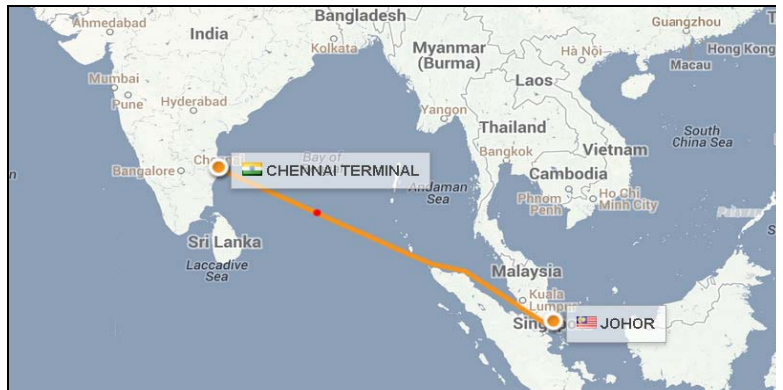 Ahmedabad
India
Bangladesh
Kolkata
Myanmar
(Burma)
Hà Nội
Guangzhou
Hong Kong
Macau
Mumbai
Pune
Hyderabad
Laos
Yangon
Thailand
Vietnam
South
China Sea
Bangalore
CHENNAI TERMINAL
Bangkok
Cambodia
Andaman
Sea
Phnom
Penh
Ho Chi
Minh City
Sri Lanka
Laccadive
Sea
Malaysia
Kuala
Lumpur
JOHOR